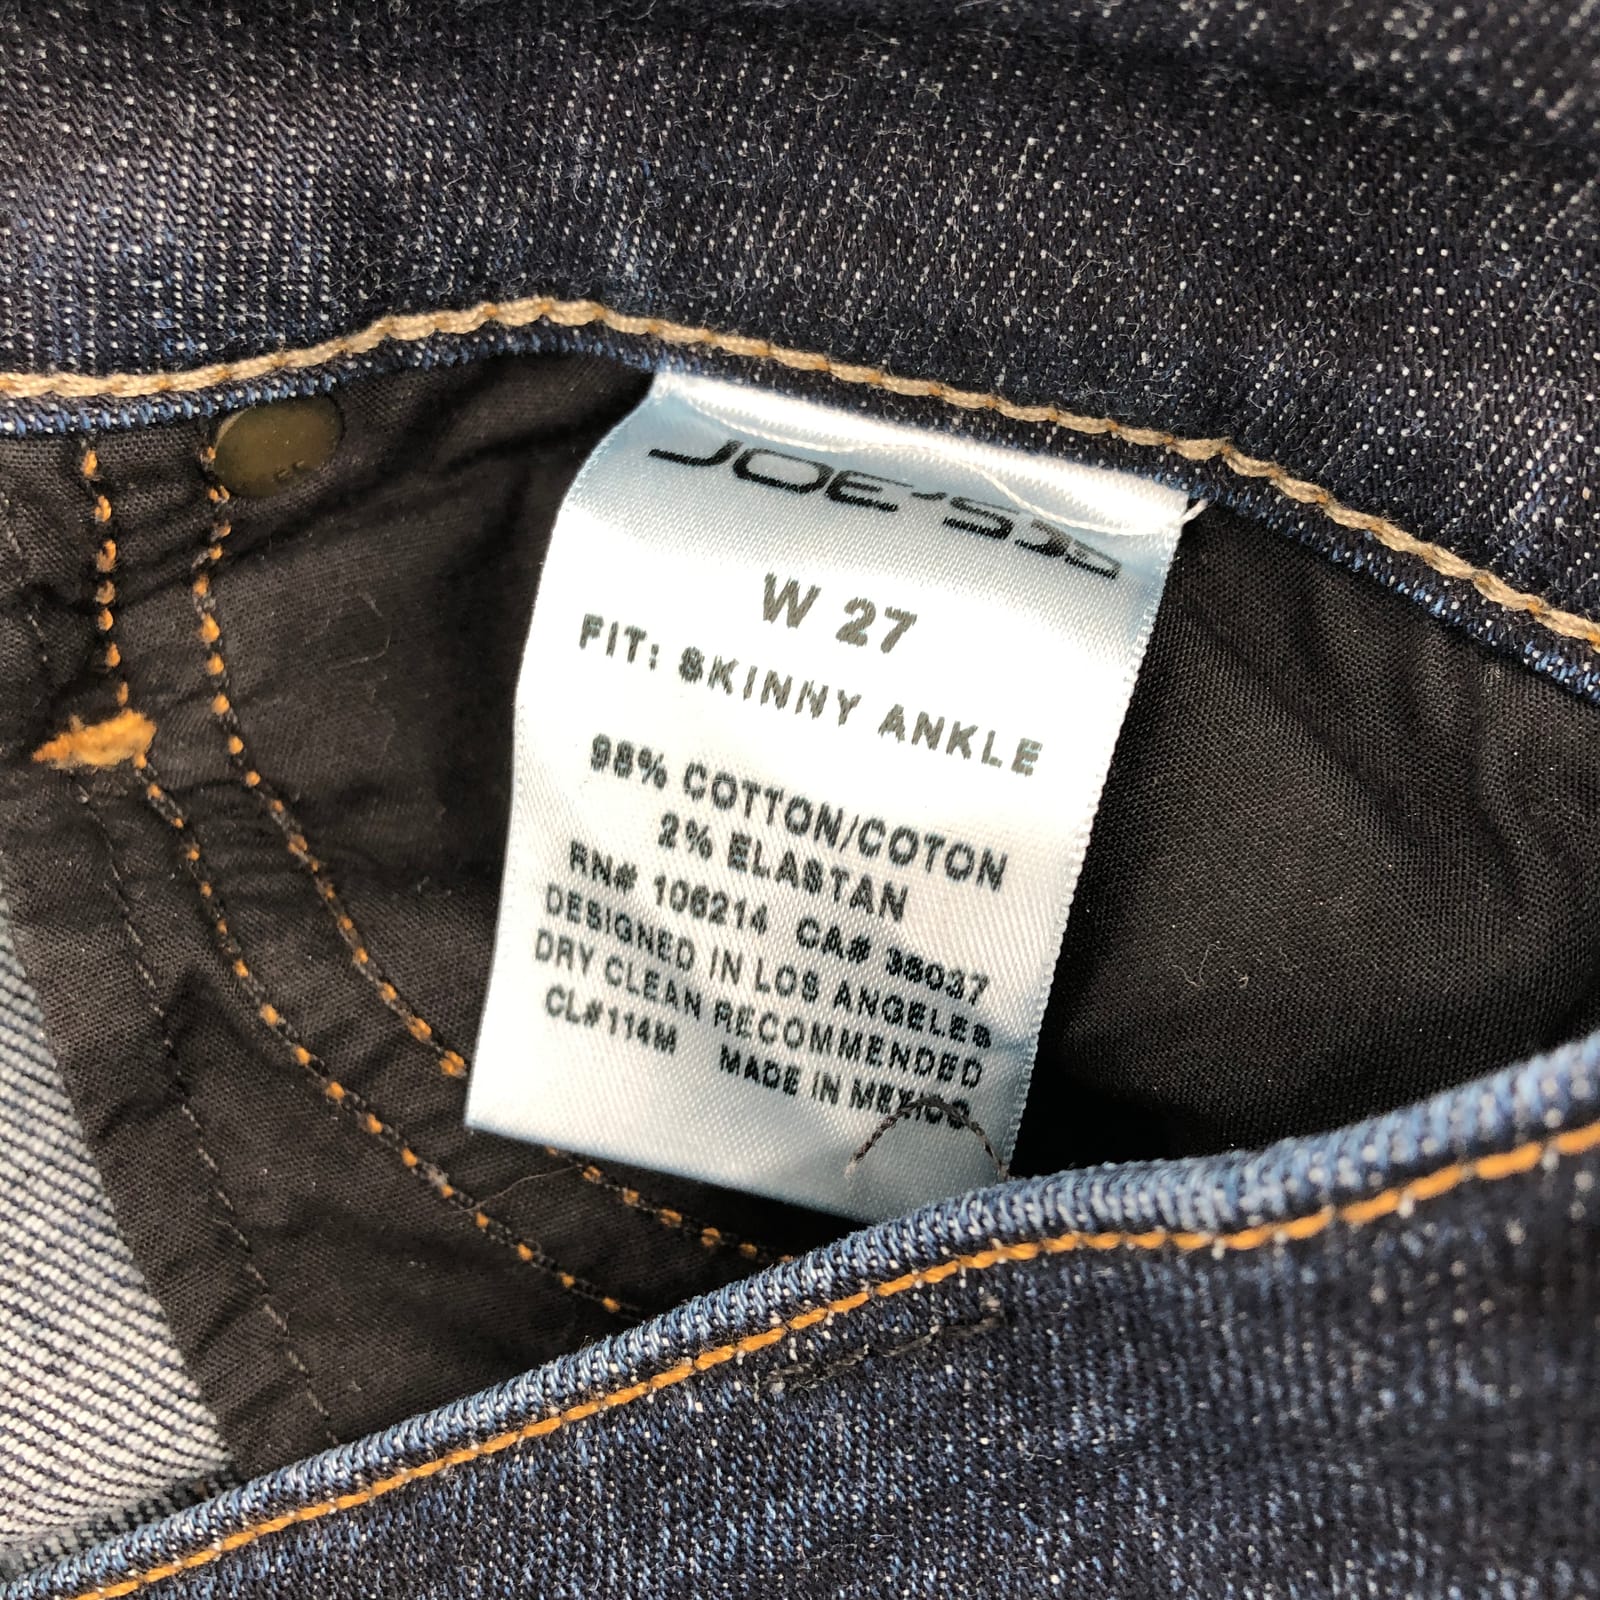 JOE'S
W 27
FIT: SKINNY ANKLE
98% COTTON/COTON
2% ELASTAN
RN# 106214 CA# 38037
DESIGNED IN LOS ANGELES
DRY CLEAN RECOMMENDED
CL#114M MADE IN MEXICO